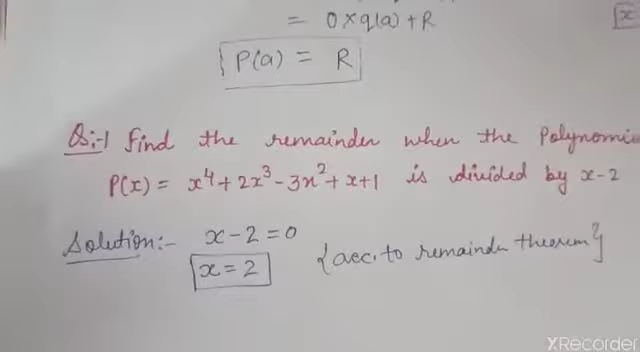 = 0 × q(a) + R
P(a) = R
x
Q:-1 Find the remainder when the Polynomi
P(x) = x⁴ + 2x³ - 3x² + x + 1 is divided by x - 2
Solution:- x - 2 = 0
x = 2 {acc. to remainder theorem}
XRecorder